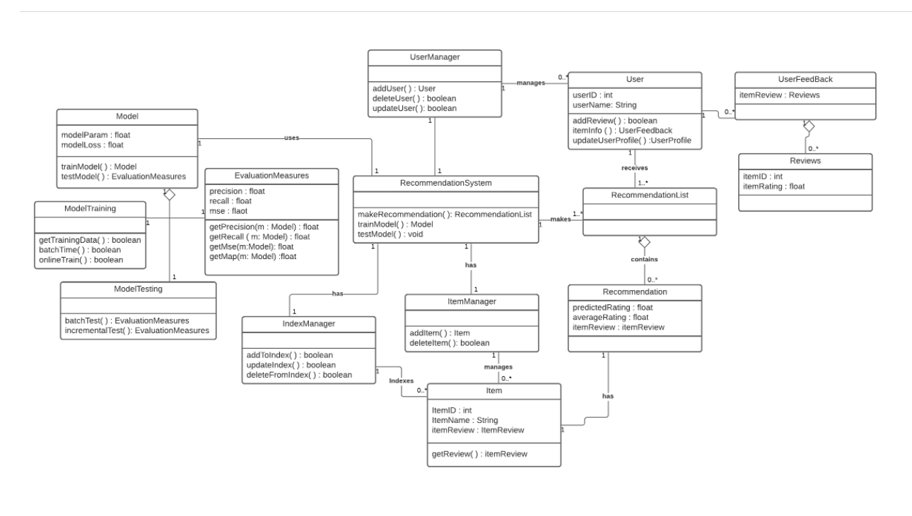 UserManager
addUser( ) : User
deleteUser( ) : boolean
updateUser( ): boolean
1
manages
0..*
User
userID : int
userName: String
addReview( ) : boolean
itemInfo ( ) : UserFeedback
updateUserProfile( ) :UserProfile
1
0..*
UserFeedBack
itemReview : Reviews
1
0..*
Reviews
itemID : int
itemRating : float
Model
modelParam : float
modelLoss : float
trainModel( ) : Model
testModel( ) : EvaluationMeasures
1
uses
1
1
1
EvaluationMeasures
precision : float
recall : float
mse : flaot
getPrecision(m : Model) : float
getRecall ( m: Model) : float
getMse(m:Model): float
getMap(m: Model) :float
1
1
ModelTraining
getTrainingData( ) : boolean
batchTime( ) : boolean
onlineTrain( ) : boolean
1
1
ModelTesting
batchTest( ) : EvaluationMeasures
incrementalTest( ): EvaluationMeasures
RecommendationSystem
makeRecommendation( ): RecommendationList
trainModel( ) : Model
testModel( ) : void
1
makes
1..*
1
receives
1..*
RecommendationList
1
contains
0..*
Recommendation
predictedRating : float
averageRating : float
itemReview : itemReview
1
has
1
1
has
1
IndexManager
addToIndex( ) : boolean
updateIndex( ) : boolean
deleteFromIndex( ) : boolean
1
Indexes
0..*
1
has
1
ItemManager
addItem( ) : Item
deleteItem( ): boolean
1
manages
0..*
Item
ItemID : int
ItemName : String
itemReview : ItemReview
getReview( ) : itemReview